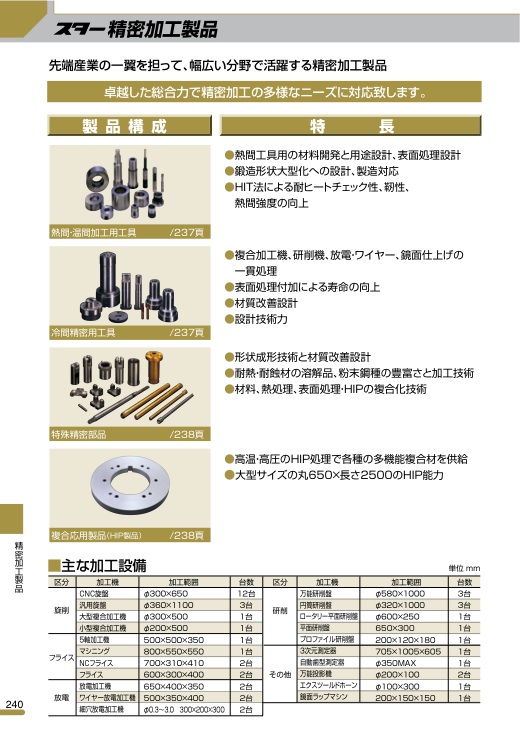 スター精密加工製品
先端産業の一翼を担って、幅広い分野で活躍する精密加工製品
卓越した総合力で精密加工の多様なニーズに対応致します。
製品構成
特　長
熱間・温間加工用工具 /237頁
●熱間工具用の材料開発と用途設計、表面処理設計
●鍛造形状大型化への設計、製造対応
●HIT法による耐ヒートチェック性、靭性、
熱間強度の向上
冷間精密用工具 /237頁
●複合加工機、研削機、放電・ワイヤー、鏡面仕上げの
一貫処理
●表面処理付加による寿命の向上
●材質改善設計
●設計技術力
特殊精密部品 /238頁
●形状成形技術と材質改善設計
●耐熱・耐蝕材の溶解品、粉末鋼種の豊富さと加工技術
●材料、熱処理、表面処理・HIPの複合化技術
複合応用製品(HIP製品) /238頁
●高温・高圧のHIP処理で各種の多機能複合材を供給
●大型サイズの丸650×長さ2500のHIP能力
精密加工製品
■主な加工設備
単位 mm
区分 加工機 加工範囲 台数 区分 加工機 加工範囲 台数
旋削 CNC旋盤 φ300×650 12台
汎用旋盤 φ360×1100 3台
大型複合加工機 φ300×500 1台
小型複合加工機 φ200×500 1台
フライス 5軸加工機 500×500×350 1台
マシニング 800×550×550 1台
NCフライス 700×310×410 2台
フライス 600×300×400 2台
放電 放電加工機 650×400×350 2台
ワイヤー放電加工機 500×350×400 2台
細穴放電加工機 φ0.3~3.0 300×200×300 2台
研削 万能研削盤 φ580×1000 3台
円筒研削盤 φ320×1000 3台
ロータリー平面研削盤 φ600×250 1台
平面研削盤 650×300 1台
プロファイル研削盤 200×120×180 1台
その他 3次元測定器 705×1005×605 1台
自動歯型測定器 φ350MAX 1台
万能投影機 φ200×100 2台
エクスツールドホーン φ100×300 1台
鏡面ラップマシン 200×150×150 1台
240